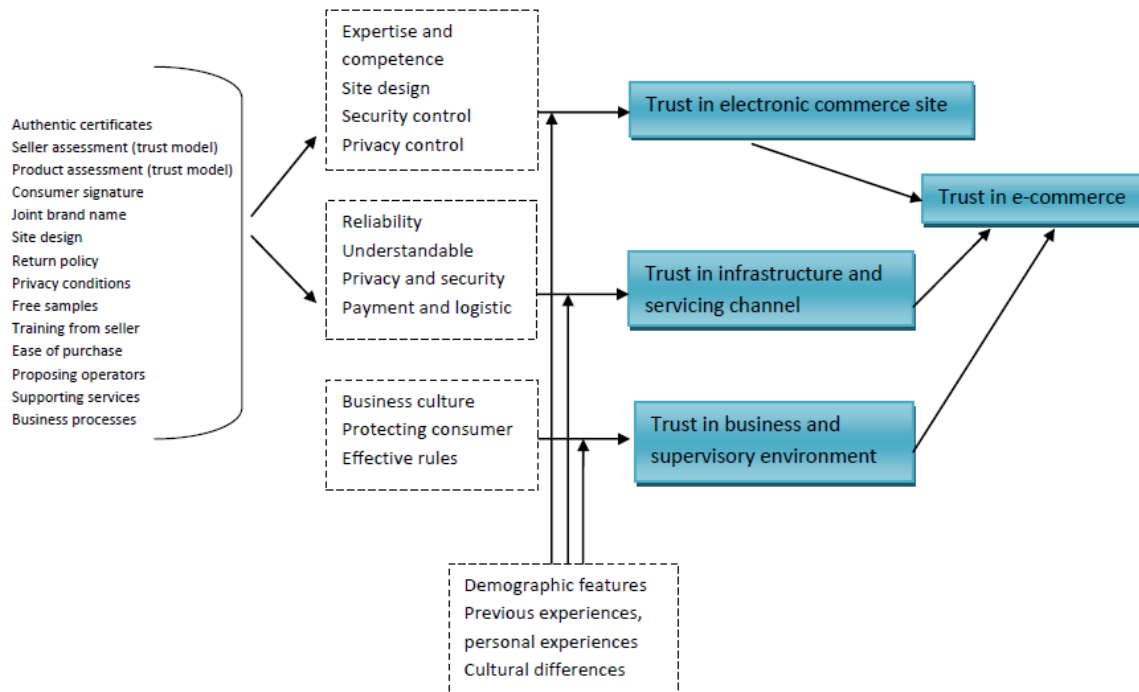 Authentic certificates
Seller assessment (trust model)
Product assessment (trust model)
Consumer signature
Joint brand name
Site design
Return policy
Privacy conditions
Free samples
Training from seller
Ease of purchase
Proposing operators
Supporting services
Business processes
Expertise and
competence
Site design
Security control
Privacy control
Reliability
Understandable
Privacy and security
Payment and logistic
Business culture
Protecting consumer
Effective rules
Trust in electronic commerce site
Trust in infrastructure and
servicing channel
Trust in business and
supervisory environment
Trust in e-commerce
Demographic features
Previous experiences,
personal experiences
Cultural differences